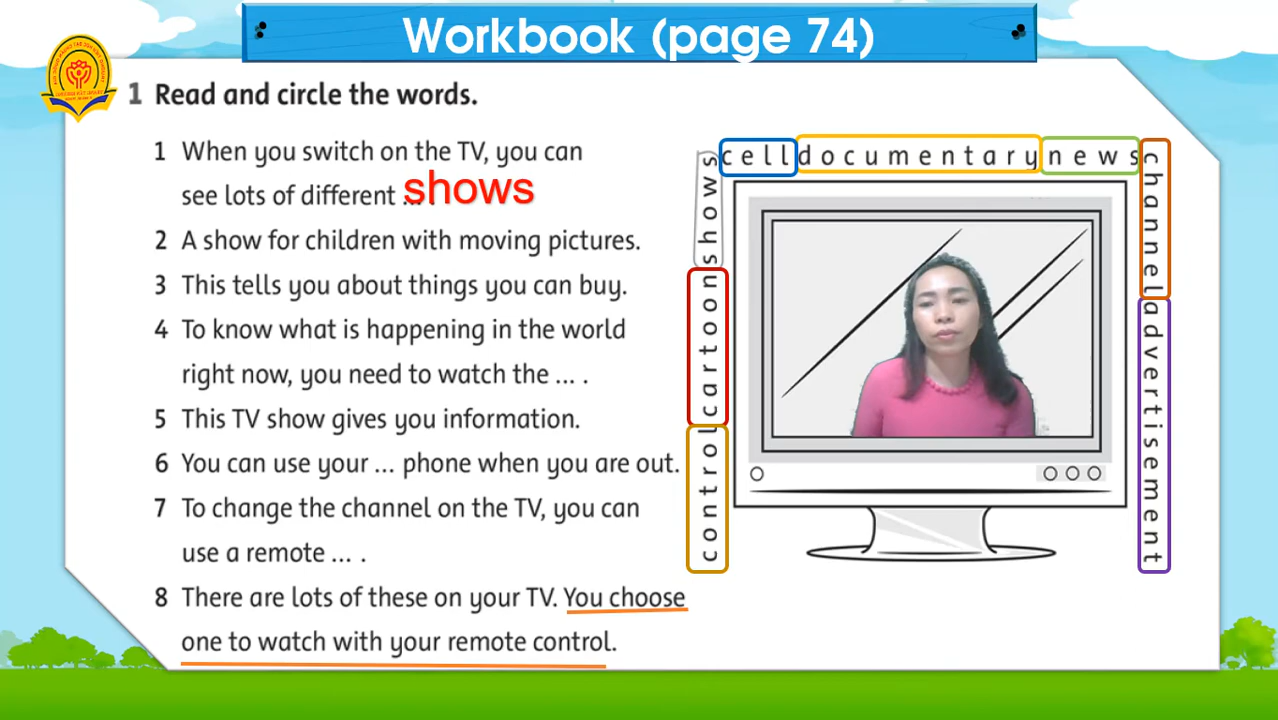 Workbook (page 74)
1 Read and circle the words.
1 When you switch on the TV, you can
see lots of different ... shows
2 A show for children with moving pictures.
3 This tells you about things you can buy.
4 To know what is happening in the world
right now, you need to watch the ... .
5 This TV show gives you information.
6 You can use your ... phone when you are out.
7 To change the channel on the TV, you can
use a remote ... .
8 There are lots of these on your TV. You choose
one to watch with your remote control.
controlcartoonshows
celldocumentarynews
channeladvertisement